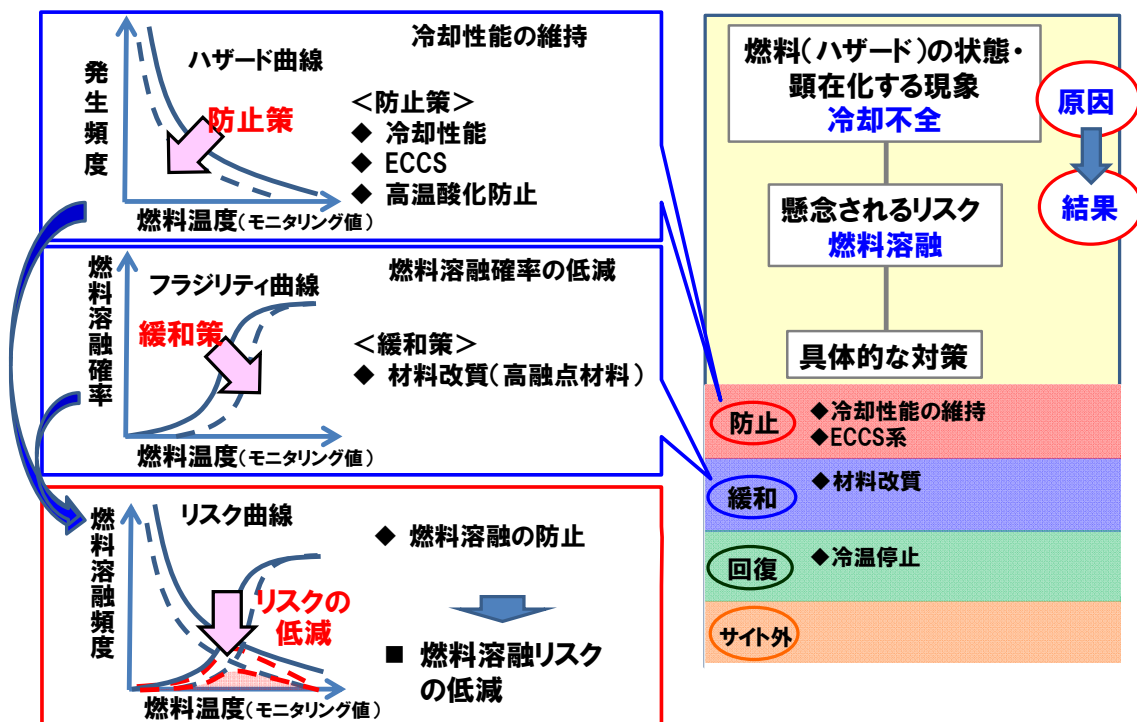 冷却性能の維持
ハザード曲線
発生頻度
防止策
<防止策>
◆ 冷却性能
◆ ECCS
◆ 高温酸化防止
燃料温度(モニタリング値)
燃料溶融確率の低減
フラジリティ曲線
燃料溶融確率
緩和策
<緩和策>
◆ 材料改質(高融点材料)
燃料温度(モニタリング値)
リスク曲線
燃料溶融頻度
リスクの
低減
◆ 燃料溶融の防止
■ 燃料溶融リスク
の低減
燃料温度(モニタリング値)
燃料(ハザード)の状態・
顕在化する現象
冷却不全
原因
結果
懸念されるリスク
燃料溶融
具体的な対策
防止
◆冷却性能の維持
◆ECCS系
緩和
◆材料改質
回復
◆冷温停止
サイト外